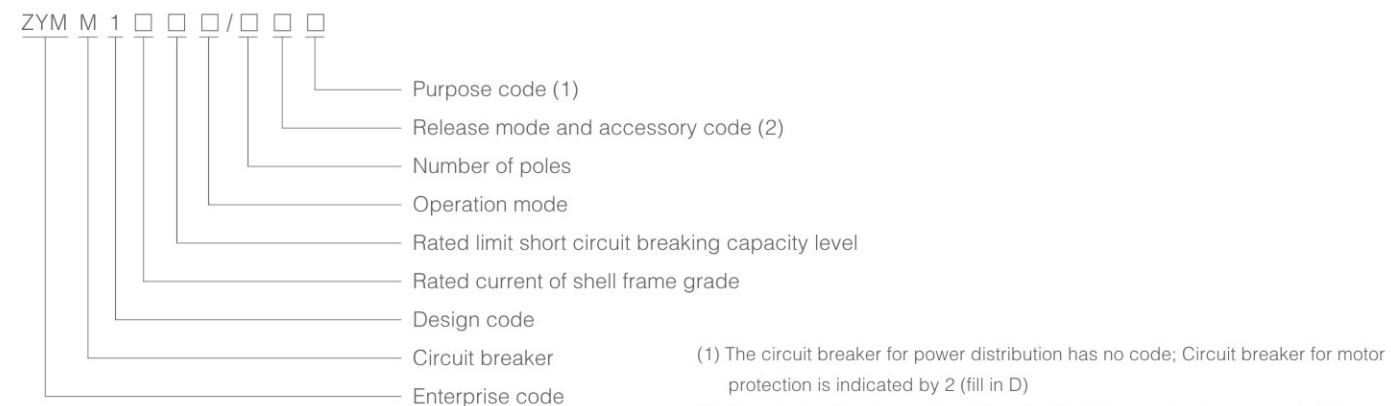 ZYM M 1 □ □ □ / □ □ □
Purpose code (1)
Release mode and accessory code (2)
Number of poles
Operation mode
Rated limit short circuit breaking capacity level
Rated current of shell frame grade
Design code
Circuit breaker
Enterprise code
(1) The circuit breaker for power distribution has no code; Circuit breaker for motor
protection is indicated by 2 (fill in D)